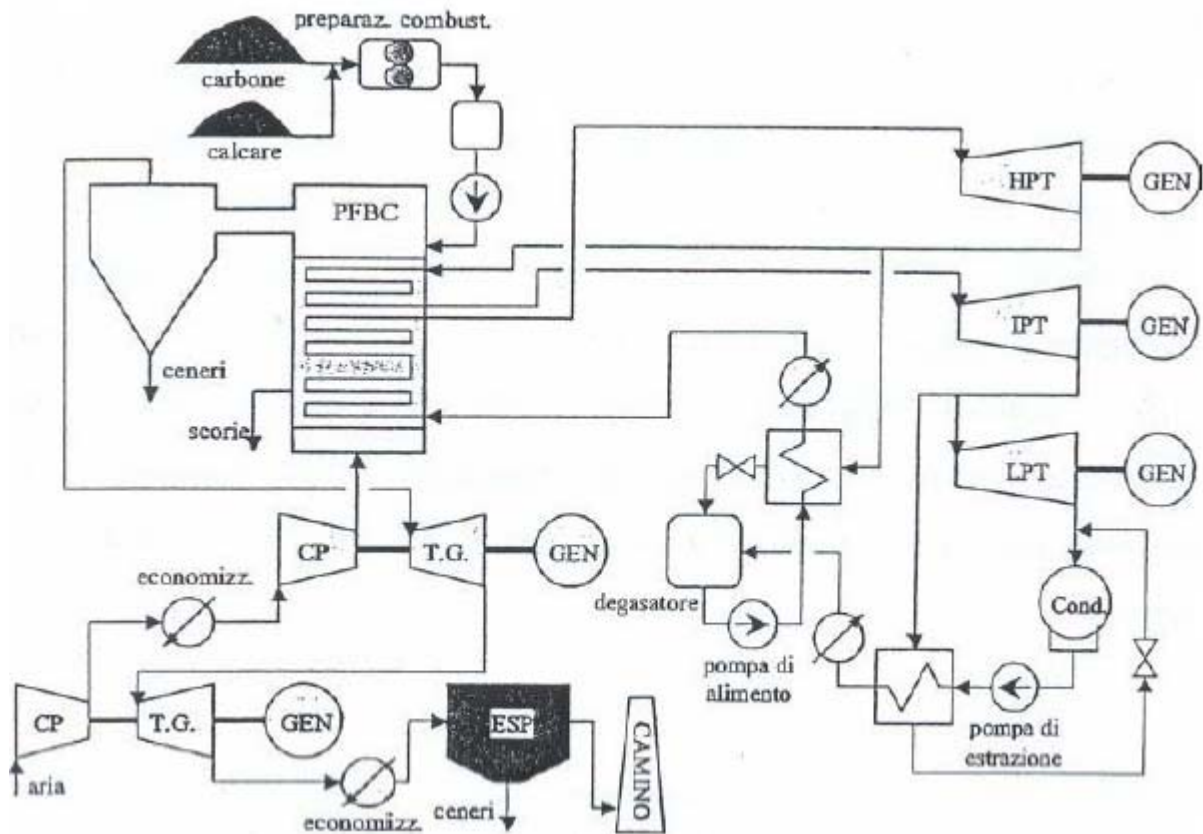 preparaz. combust.
carbone
calcare
PFBC
HPT
GEN
IPT
GEN
ceneri
scorie
LPT
GEN
CP
T.G.
GEN
economizz.
degasatore
Cond.
pompa di
alimento
pompa di
estrazione
CP
T.G.
GEN
ESP
CAMINO
aria
economizz.
ceneri